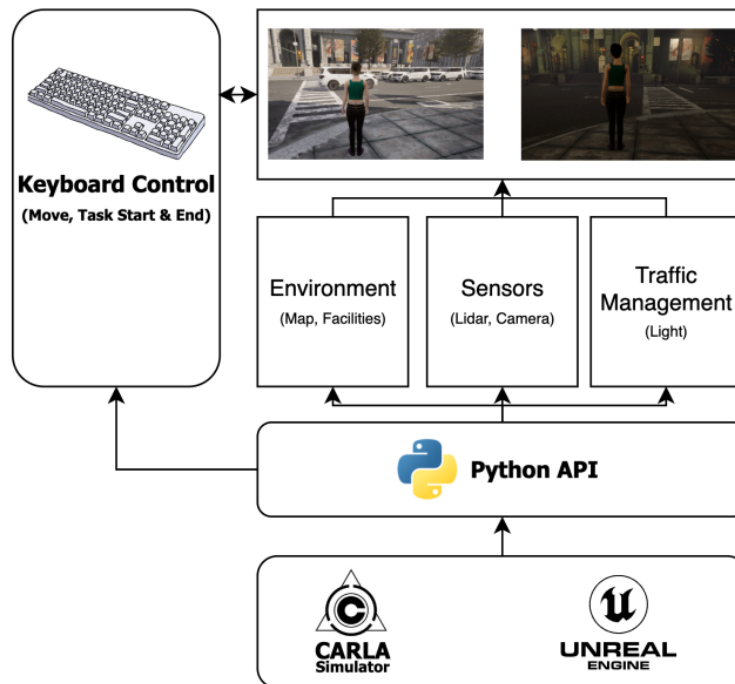 Keyboard Control
(Move, Task Start & End)
Environment
(Map, Facilities)
Sensors
(Lidar, Camera)
Traffic
Management
(Light)
Python API
CARLA
Simulator
UNREAL
ENGINE